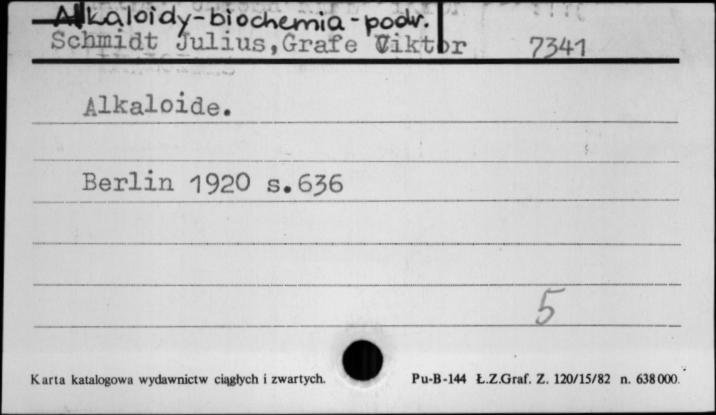 Alkaloidy-biochemia-podr.
Schmidt Julius,Grafe Viktor 7341
Alkaloide.
Berlin 1920 s.636
5
Karta katalogowa wydawnictw ciągłych i zwartych. Pu-B-144 Ł.Z.Graf. Z. 120/15/82 n. 638000.